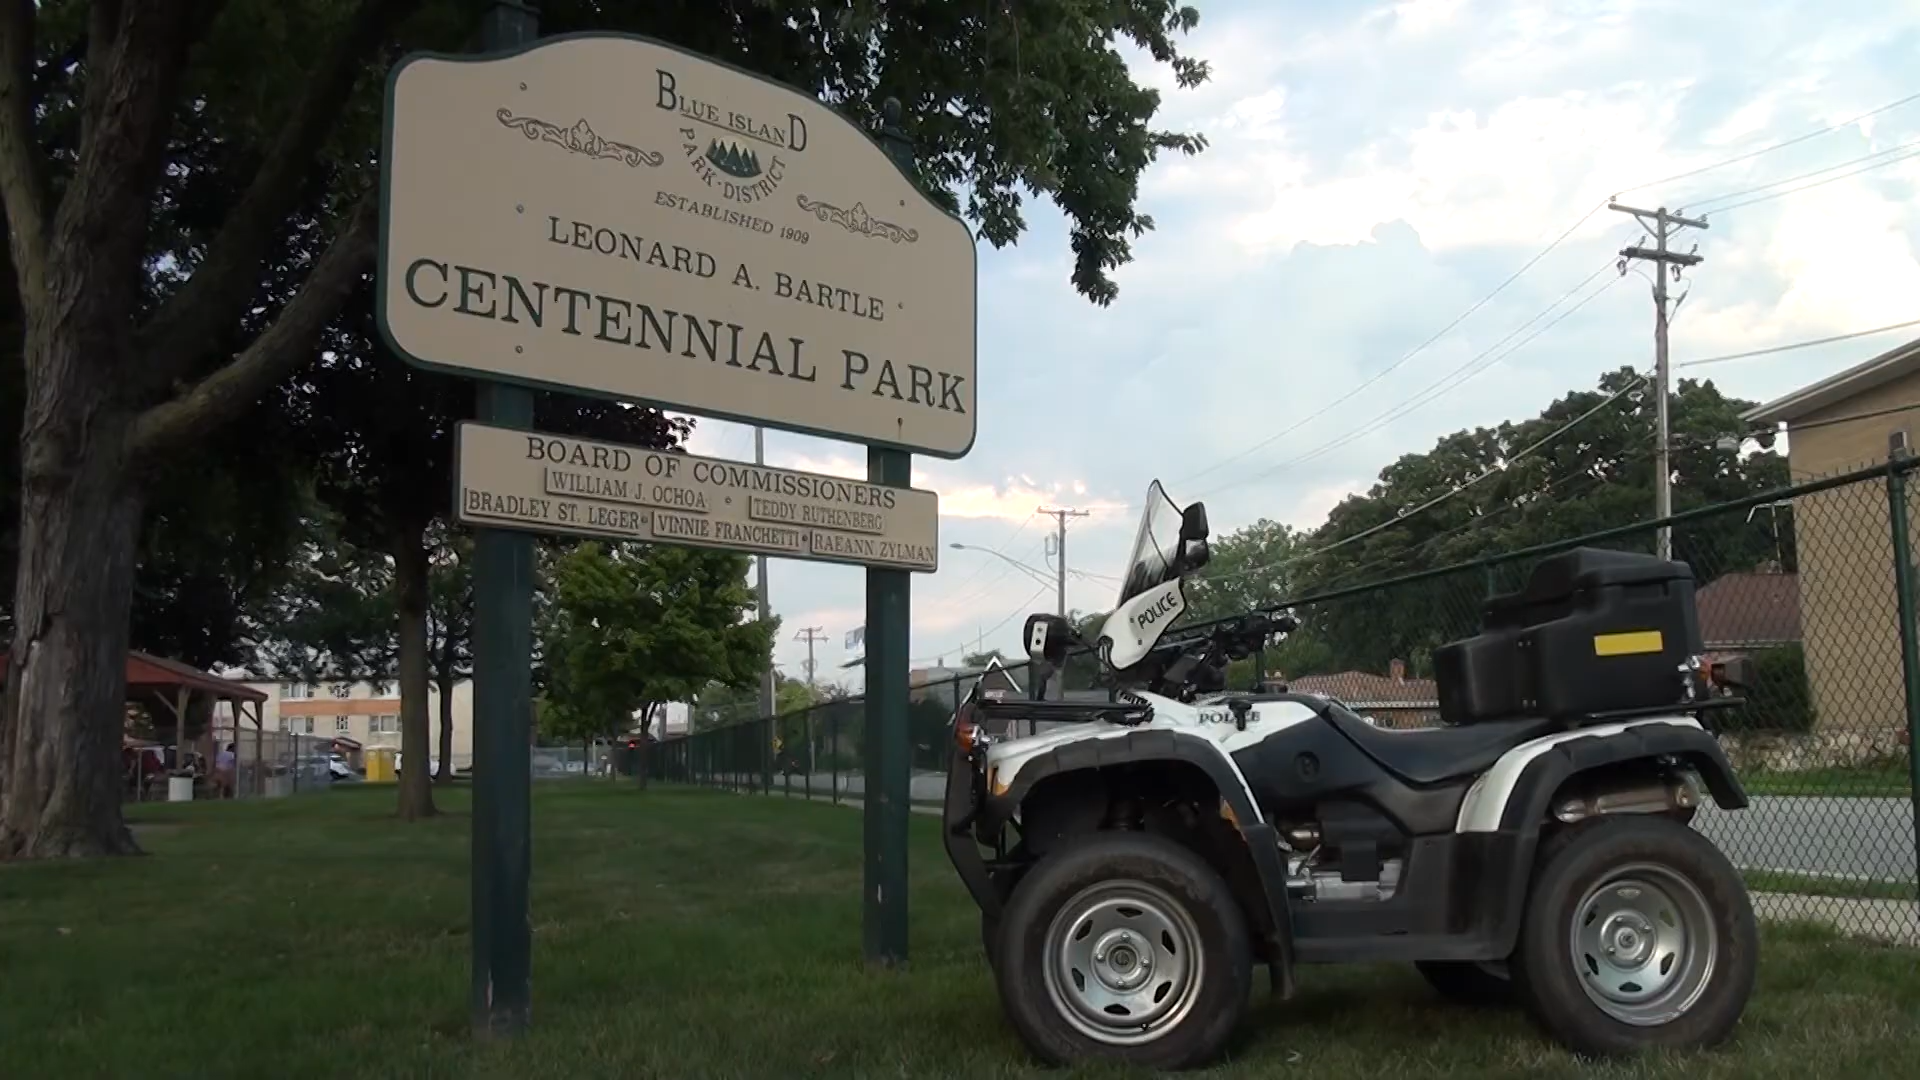 BLUE ISLAND
PARK-DISTRICT
ESTABLISHED 1909
LEONARD A. BARTLE
CENTENNIAL PARK
BOARD OF COMMISSIONERS
WILLIAM J. OCHOA TEDDY RUTHENBERG
BRADLEY ST. LEGER VINNIE FRANCHETTI RAEANN ZYLMAN
POLICE
POLICE